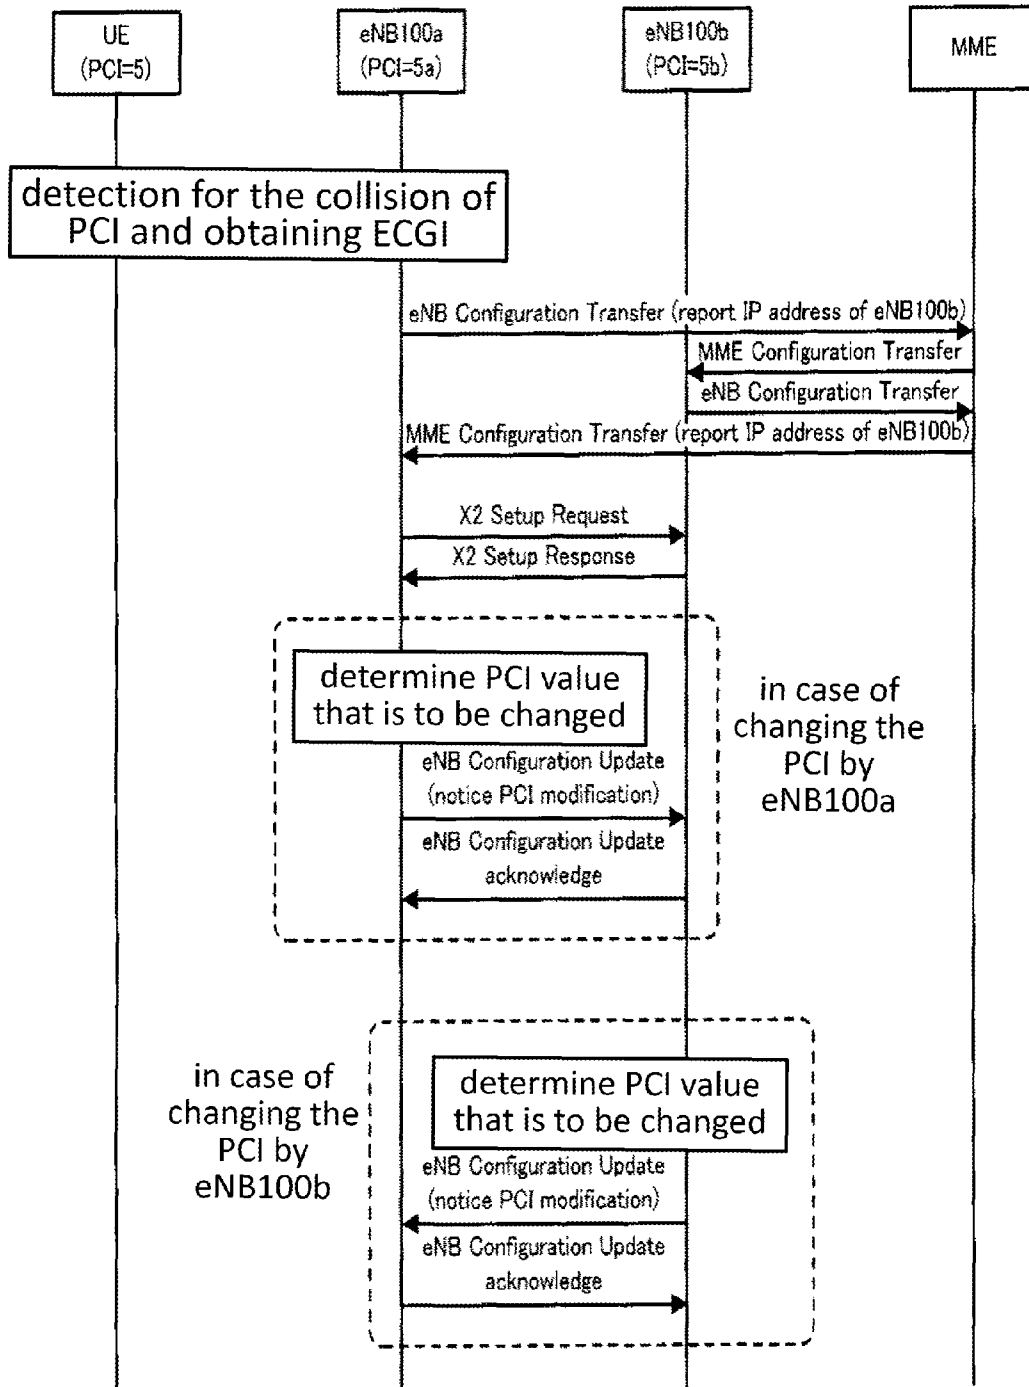 UE
(PCI=5)
eNB100a
(PCI=5a)
eNB100b
(PCI=5b)
MME
detection for the collision of
PCI and obtaining ECGI
eNB Configuration Transfer (report IP address of eNB100b)
MME Configuration Transfer
eNB Configuration Transfer
MME Configuration Transfer (report IP address of eNB100b)
X2 Setup Request
X2 Setup Response
determine PCI value
that is to be changed
in case of
changing the
PCI by
eNB100a
eNB Configuration Update
(notice PCI modification)
eNB Configuration Update
acknowledge
in case of
changing the
PCI by
eNB100b
determine PCI value
that is to be changed
eNB Configuration Update
(notice PCI modification)
eNB Configuration Update
acknowledge